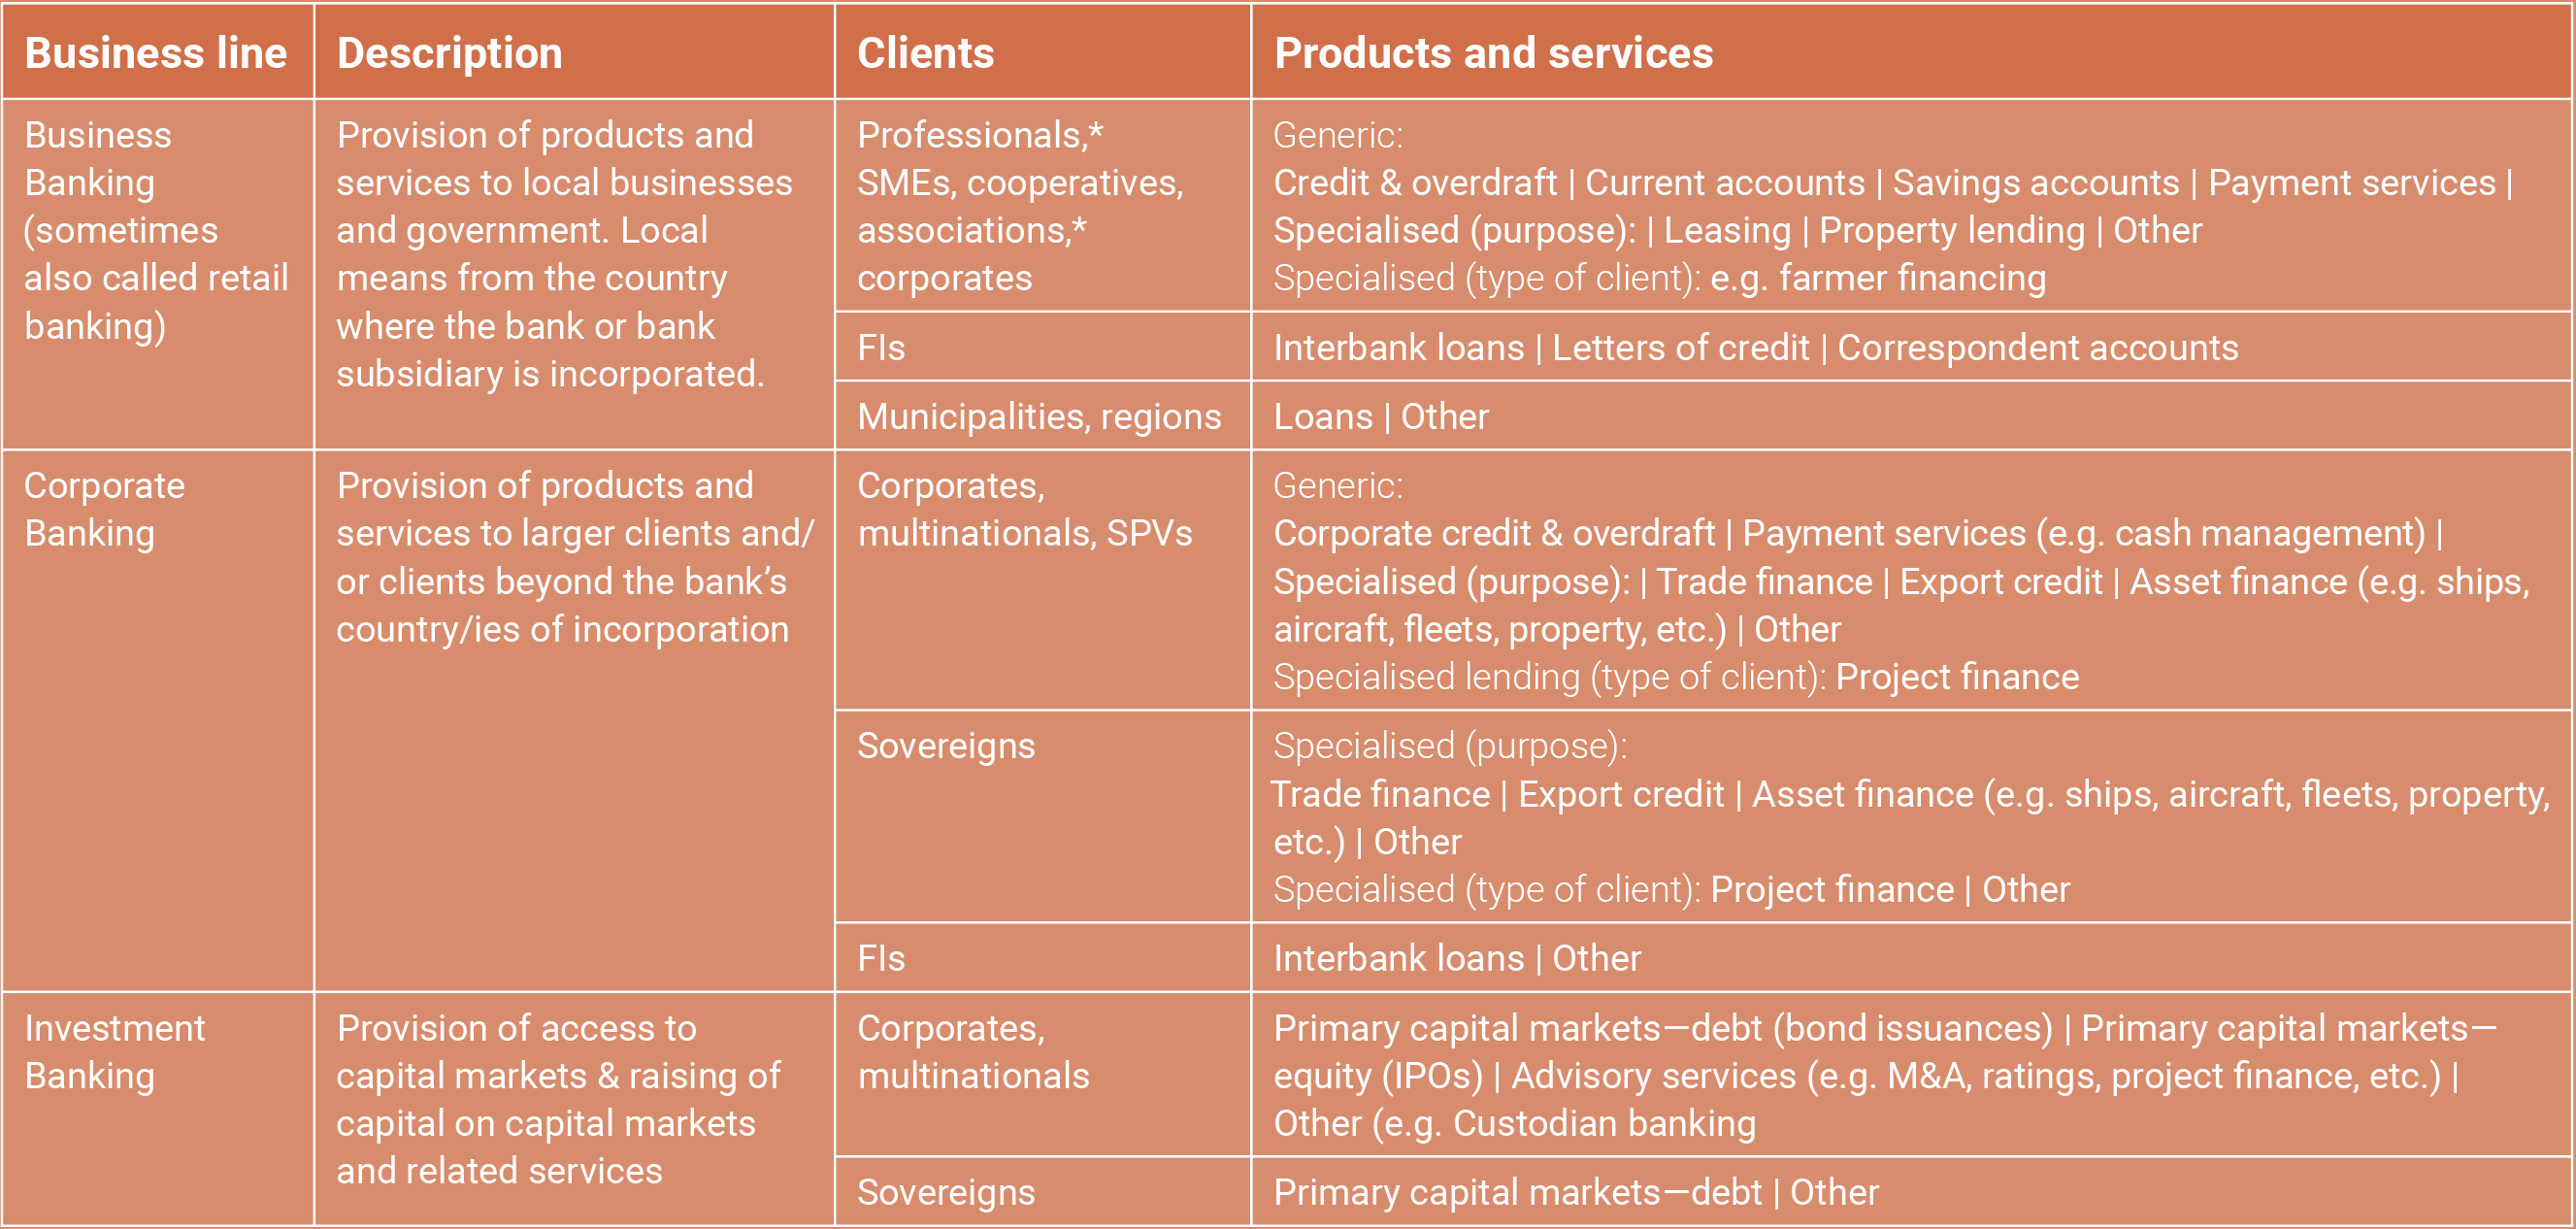 Business line
Description
Clients
Products and services
Business
Banking
(sometimes
also called retail
banking)
Provision of products and
services to local businesses
and government. Local
means from the country
where the bank or bank
subsidiary is incorporated.
Professionals,*
SMEs, cooperatives,
associations,*
corporates
Generic:
Credit & overdraft | Current accounts | Savings accounts | Payment services |
Specialised (purpose): | Leasing | Property lending | Other
Specialised (type of client): e.g. farmer financing
FIs
Interbank loans | Letters of credit | Correspondent accounts
Municipalities, regions
Loans | Other
Corporate
Banking
Provision of products and
services to larger clients and/
or clients beyond the bank’s
country/ies of incorporation
Corporates,
multinationals, SPVs
Generic:
Corporate credit & overdraft | Payment services (e.g. cash management) |
Specialised (purpose): | Trade finance | Export credit | Asset finance (e.g. ships,
aircraft, fleets, property, etc.) | Other
Specialised lending (type of client): Project finance
Sovereigns
Specialised (purpose):
Trade finance | Export credit | Asset finance (e.g. ships, aircraft, fleets, property,
etc.) | Other
Specialised (type of client): Project finance | Other
FIs
Interbank loans | Other
Investment
Banking
Provision of access to
capital markets & raising of
capital on capital markets
and related services
Corporates,
multinationals
Primary capital markets—debt (bond issuances) | Primary capital markets—
equity (IPOs) | Advisory services (e.g. M&A, ratings, project finance, etc.) |
Other (e.g. Custodian banking
Sovereigns
Primary capital markets—debt | Other